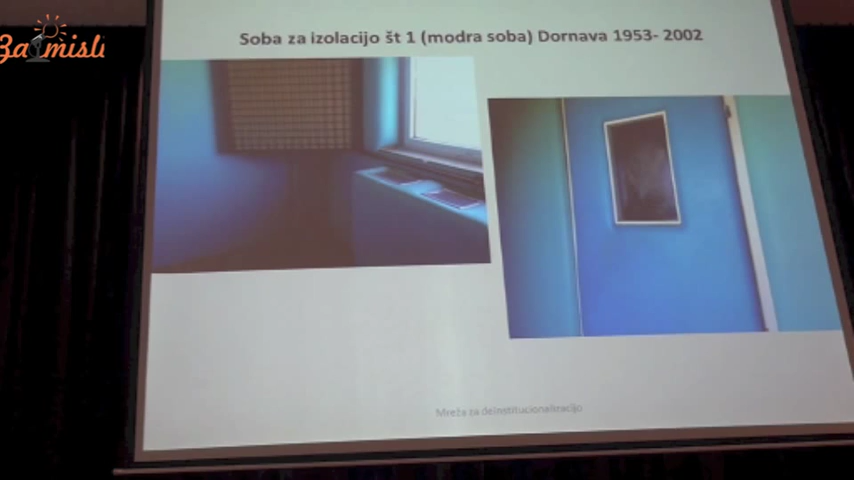 Zamisli
Soba za izolacijo št 1 (modra soba) Dornava 1953- 2002
Mreža za deinstitucionalizacijo